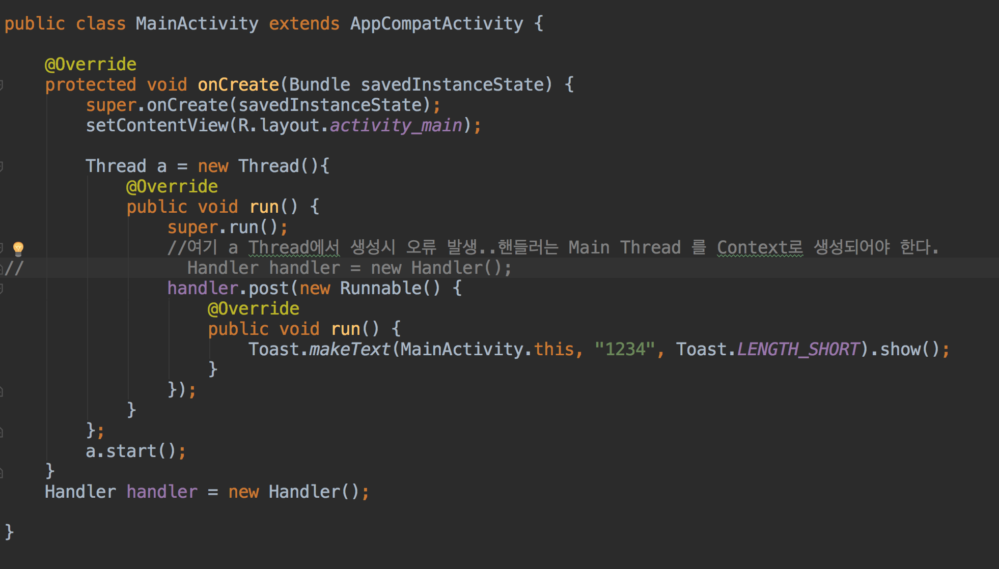 public class MainActivity extends AppCompatActivity {
@Override
protected void onCreate(Bundle savedInstanceState) {
super.onCreate(savedInstanceState);
setContentView(R.layout.activity_main);
Thread a = new Thread(){
@Override
public void run() {
super.run();
//여기 a Thread에서 생성시 오류 발생..핸들러는 Main Thread 를 Context로 생성되어야 한다.
// Handler handler = new Handler();
handler.post(new Runnable() {
@Override
public void run() {
Toast.makeText(MainActivity.this, "1234", Toast.LENGTH_SHORT).show();
}
});
}
};
a.start();
}
Handler handler = new Handler();
}